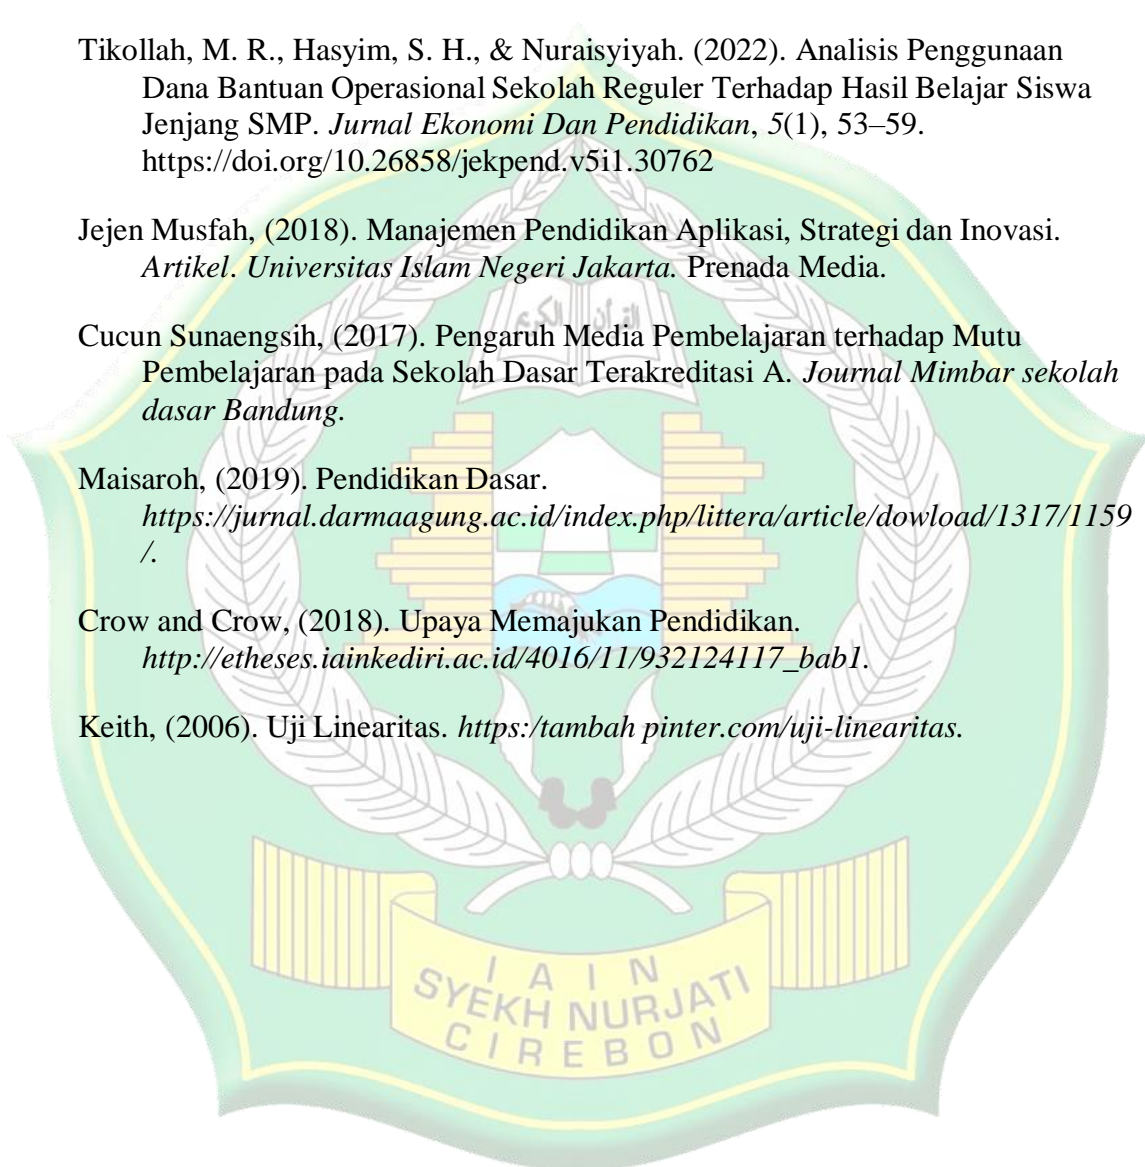 Tikollah, M. R., Hasyim, S. H., & Nuraisyiyah. (2022). Analisis Penggunaan
Dana Bantuan Operasional Sekolah Reguler Terhadap Hasil Belajar Siswa
Jenjang SMP. Jurnal Ekonomi Dan Pendidikan, 5(1), 53–59.
https://doi.org/10.26858/jekpend.v5i1.30762
Jejen Musfah, (2018). Manajemen Pendidikan Aplikasi, Strategi dan Inovasi.
Artikel. Universitas Islam Negeri Jakarta. Prenada Media.
القرأن الكريم
Cucun Sunaengsih, (2017). Pengaruh Media Pembelajaran terhadap Mutu
Pembelajaran pada Sekolah Dasar Terakreditasi A. Journal Mimbar sekolah
dasar Bandung.
Maisaroh, (2019). Pendidikan Dasar.
https://jurnal.darmaagung.ac.id/index.php/littera/article/dowload/1317/1159
/.
Crow and Crow, (2018). Upaya Memajukan Pendidikan.
http://etheses.iainkediri.ac.id/4016/11/932124117_bab1.
Keith, (2006). Uji Linearitas. https:/tambah pinter.com/uji-linearitas.
IAIN
SYEKH NURJATI
CIREBON